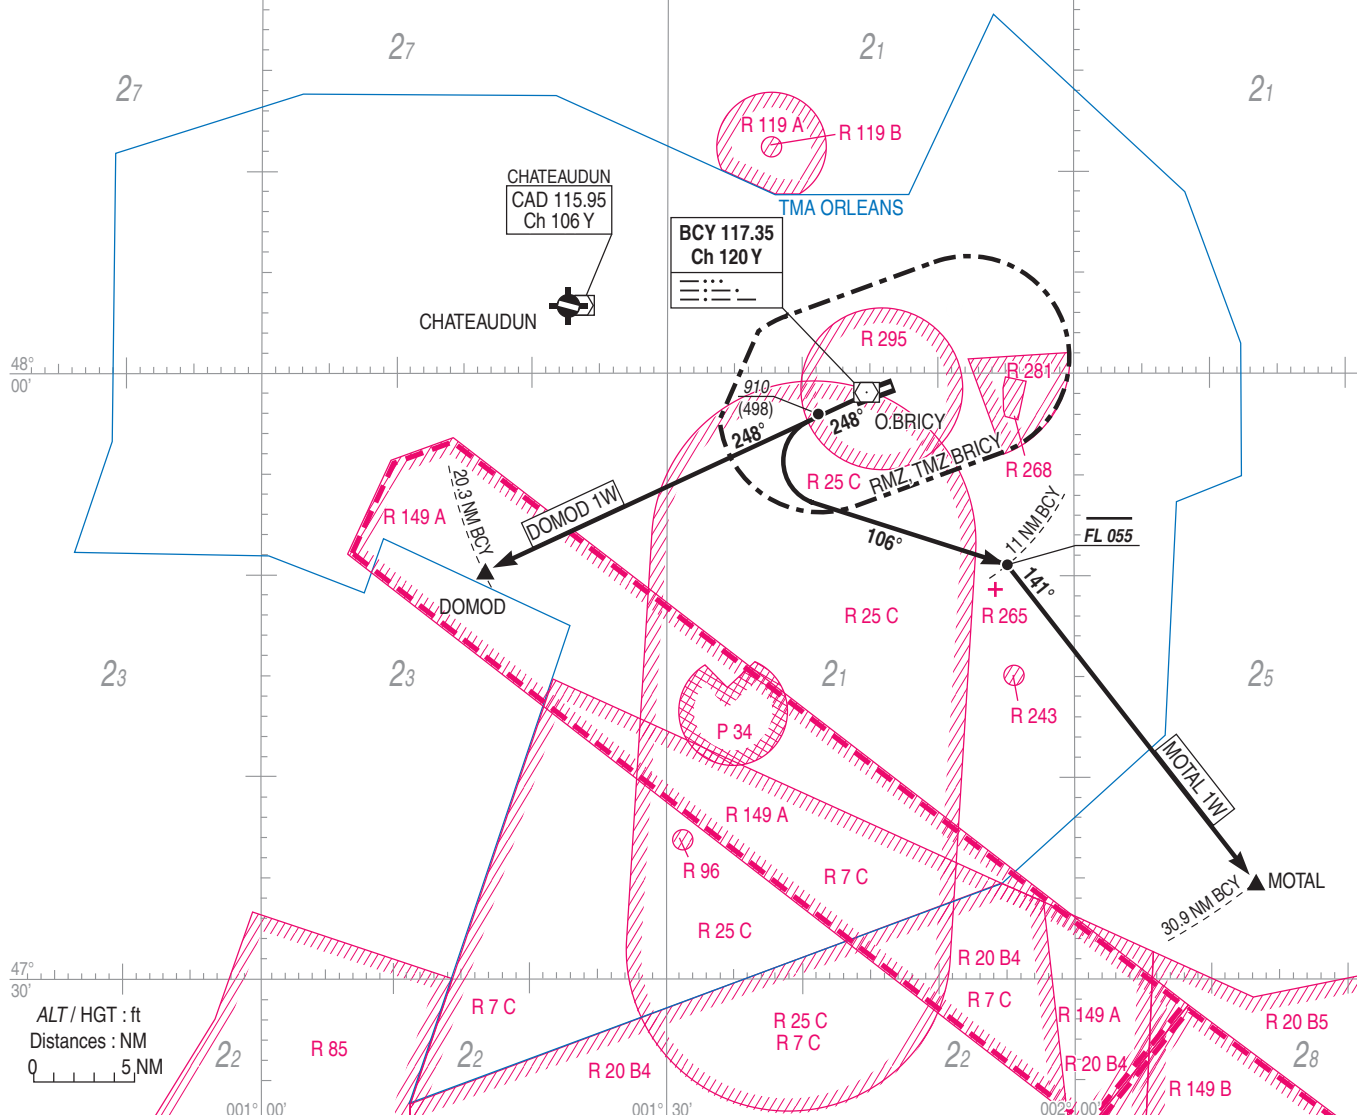 27
27
21
21
R 119 A
R 119 B
CHATEAUDUN
CAD 115.95
Ch 106 Y
TMA ORLEANS
BCY 117.35
Ch 120 Y
CHATEAUDUN
R 295
48°
00'
R 281
910
(498)
248°
248°
O.BRICY
RMZ, TMZ BRICY
R 268
R 25 C
20.3 NM BCY
DOMOD 1W
R 149 A
11 NM BCY
FL 055
106°
141°
DOMOD
R 25 C
R 265
23
23
21
25
R 243
P 34
MOTAL 1W
R 149 A
R 96
R 7 C
MOTAL
30.9 NM BCY
R 25 C
R 20 B4
47°
30'
R 7 C
R 7 C
R 149 A
ALT / HGT : ft
Distances : NM
0 5 NM
R 25 C
R 7 C
R 20 B5
R 85
22
22
22
28
R 20 B4
R 20 B4
R 149 B
001° 00'
001° 30'
002° 00'